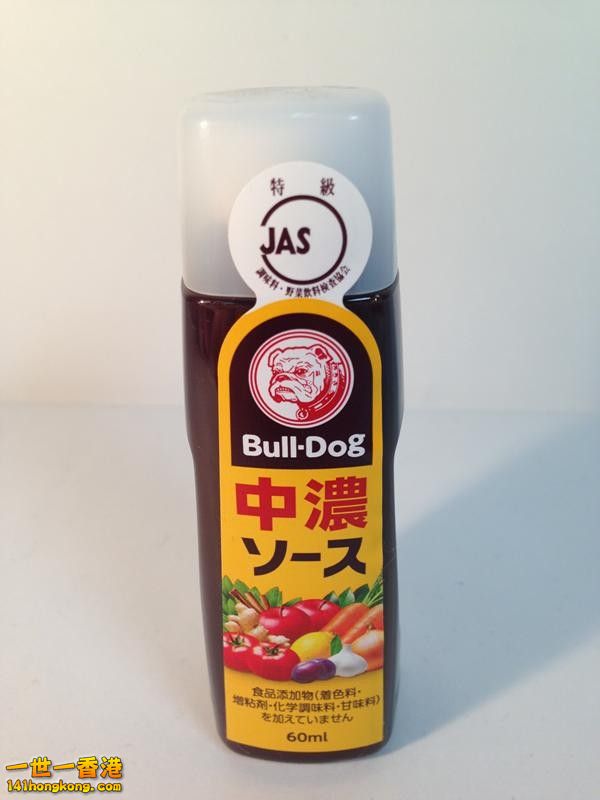 特 級
JAS
調味料・野菜飲料検査協会
Bull-Dog
中濃
ソース
食品添加物(着色料・
増粘剤・化学調味料・甘味料)
を加えていません
60ml
一世一香港
141hongkong.com